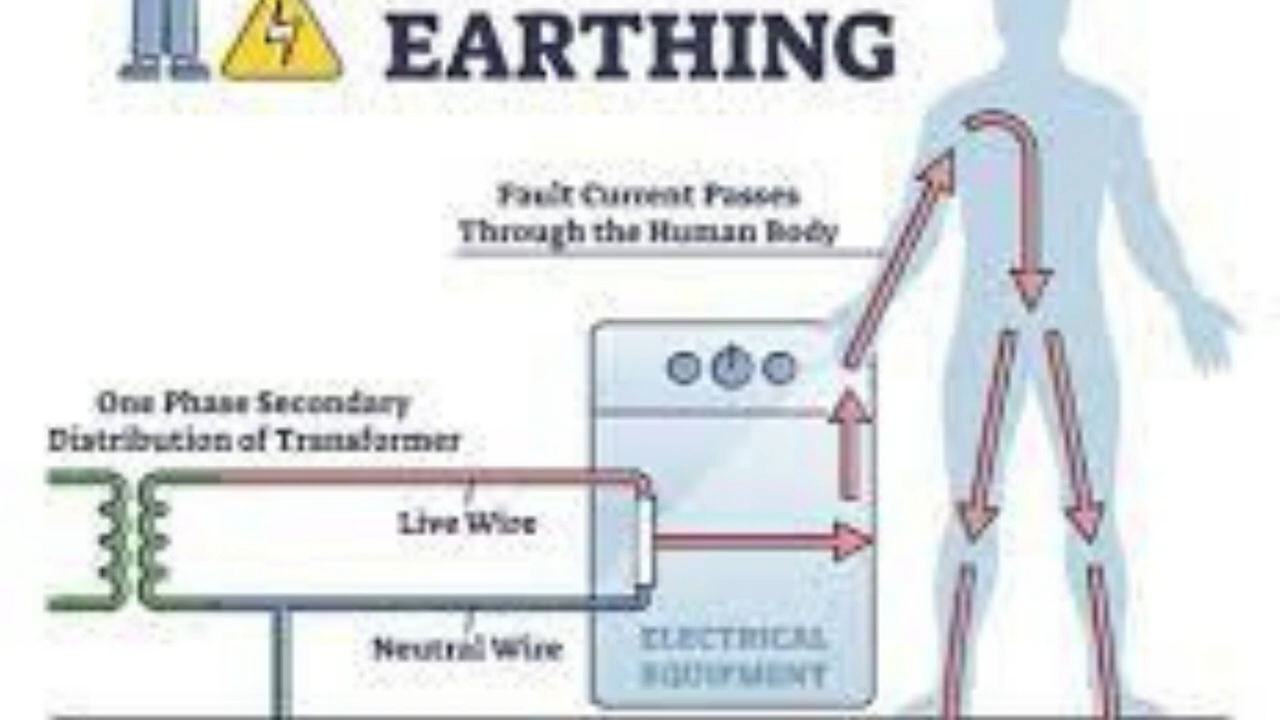 EARTHING
Fault Current Passes
Through the Human Body
One Phase Secondary
Distribution of Transformer
Live Wire
Neutral Wire
ELECTRICAL
EQUIPMENT